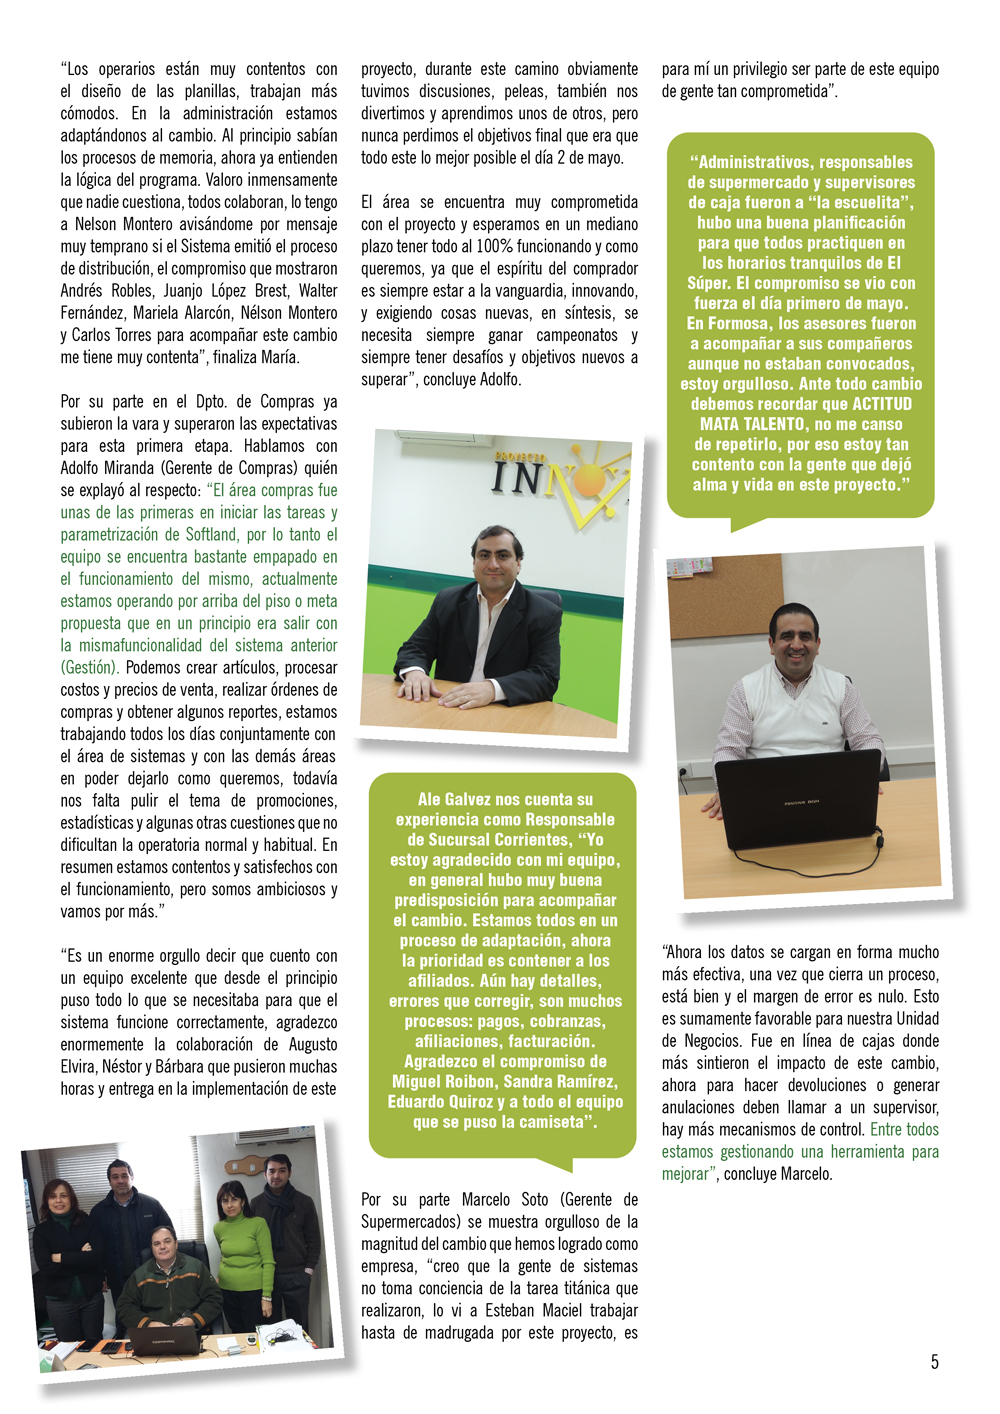 “Los operarios están muy contentos con
el diseño de las planillas, trabajan más
cómodos. En la administración estamos
adaptándonos al cambio. Al principio sabían
los procesos de memoria, ahora ya entienden
la lógica del programa. Valoro inmensamente
que nadie cuestiona, todos colaboran, lo tengo
a Nelson Montero avisándome por mensaje
muy temprano si el Sistema emitió el proceso
de distribución, el compromiso que mostraron
Andrés Robles, Juanjo López Brest, Walter
Fernández, Mariela Alarcón, Nélson Montero
y Carlos Torres para acompañar este cambio
me tiene muy contenta”, finaliza María.
Por su parte en el Dpto. de Compras ya
subieron la vara y superaron las expectativas
para esta primera etapa. Hablamos con
Adolfo Miranda (Gerente de Compras) quién
se explayó al respecto: “El área compras fue
unas de las primeras en iniciar las tareas y
parametrización de Softland, por lo tanto el
equipo se encuentra bastante empapado en
el funcionamiento del mismo, actualmente
estamos operando por arriba del piso o meta
propuesta que en un principio era salir con
la mismafuncionalidad del sistema anterior
(Gestión). Podemos crear artículos, procesar
costos y precios de venta, realizar órdenes de
compras y obtener algunos reportes, estamos
trabajando todos los días conjuntamente con
el área de sistemas y con las demás áreas
en poder dejarlo como queremos, todavía
nos falta pulir el tema de promociones,
estadísticas y algunas otras cuestiones que no
dificultan la operatoria normal y habitual. En
resumen estamos contentos y satisfechos con
el funcionamiento, pero somos ambiciosos y
vamos por más.”
“Es un enorme orgullo decir que cuento con
un equipo excelente que desde el principio
puso todo lo que se necesitaba para que el
sistema funcione correctamente, agradezco
enormemente la colaboración de Augusto
Elvira, Néstor y Bárbara que pusieron muchas
horas y entrega en la implementación de este
proyecto, durante este camino obviamente
tuvimos discusiones, peleas, también nos
divertimos y aprendimos unos de otros, pero
nunca perdimos el objetivos final que era que
todo este lo mejor posible el día 2 de mayo.
El área se encuentra muy comprometida
con el proyecto y esperamos en un mediano
plazo tener todo al 100% funcionando y como
queremos, ya que el espíritu del comprador
es siempre estar a la vanguardia, innovando,
y exigiendo cosas nuevas, en síntesis, se
necesita siempre ganar campeonatos y
siempre tener desafíos y objetivos nuevos a
superar”, concluye Adolfo.
PROYECTO
INNOV
Ale Galvez nos cuenta su
experiencia como Responsable
de Sucursal Corrientes, “Yo
estoy agradecido con mi equipo,
en general hubo muy buena
predisposición para acompañar
el cambio. Estamos todos en un
proceso de adaptación, ahora
la prioridad es contener a los
afiliados. Aún hay detalles,
errores que corregir, son muchos
procesos: pagos, cobranzas,
afiliaciones, facturación.
Agradezco el compromiso de
Miguel Roibon, Sandra Ramírez,
Eduardo Quiroz y a todo el equipo
que se puso la camiseta”.
Por su parte Marcelo Soto (Gerente de
Supermercados) se muestra orgulloso de la
magnitud del cambio que hemos logrado como
empresa, “creo que la gente de sistemas
no toma conciencia de la tarea titánica que
realizaron, lo vi a Esteban Maciel trabajar
hasta de madrugada por este proyecto, es
para mí un privilegio ser parte de este equipo
de gente tan comprometida”.
“Administrativos, responsables
de supermercado y supervisores
de caja fueron a “la escuelita”,
hubo una buena planificación
para que todos practiquen en
los horarios tranquilos de El
Súper. El compromiso se vio con
fuerza el día primero de mayo.
En Formosa, los asesores fueron
a acompañar a sus compañeros
aunque no estaban convocados,
estoy orgulloso. Ante todo cambio
debemos recordar que ACTITUD
MATA TALENTO, no me canso
de repetirlo, por eso estoy tan
contento con la gente que dejó
alma y vida en este proyecto.”
POSITIVO BGH
“Ahora los datos se cargan en forma mucho
más efectiva, una vez que cierra un proceso,
está bien y el margen de error es nulo. Esto
es sumamente favorable para nuestra Unidad
de Negocios. Fue en línea de cajas donde
más sintieron el impacto de este cambio,
ahora para hacer devoluciones o generar
anulaciones deben llamar a un supervisor,
hay más mecanismos de control. Entre todos
estamos gestionando una herramienta para
mejorar”, concluye Marcelo.
5